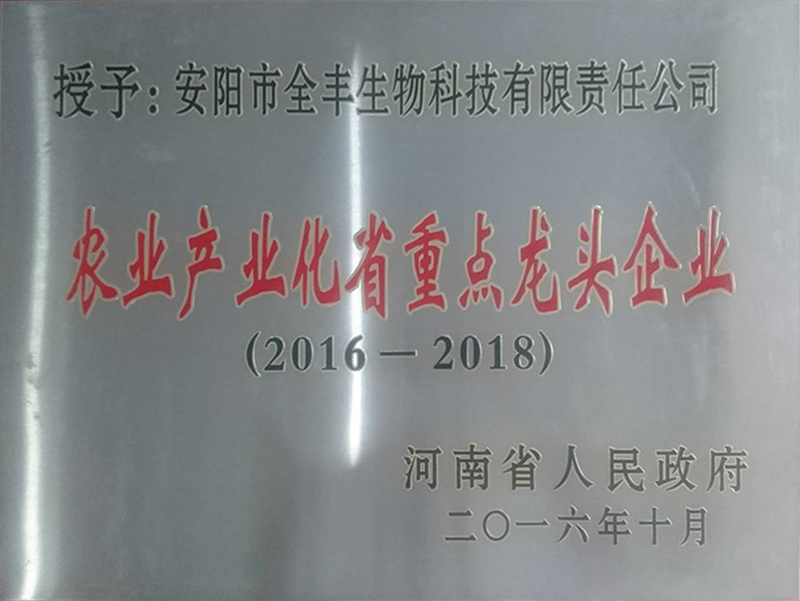 授予：安阳市全丰生物科技有限责任公司
农业产业化省重点龙头企业
(2016－2018)
河南省人民政府
二〇一六年十月